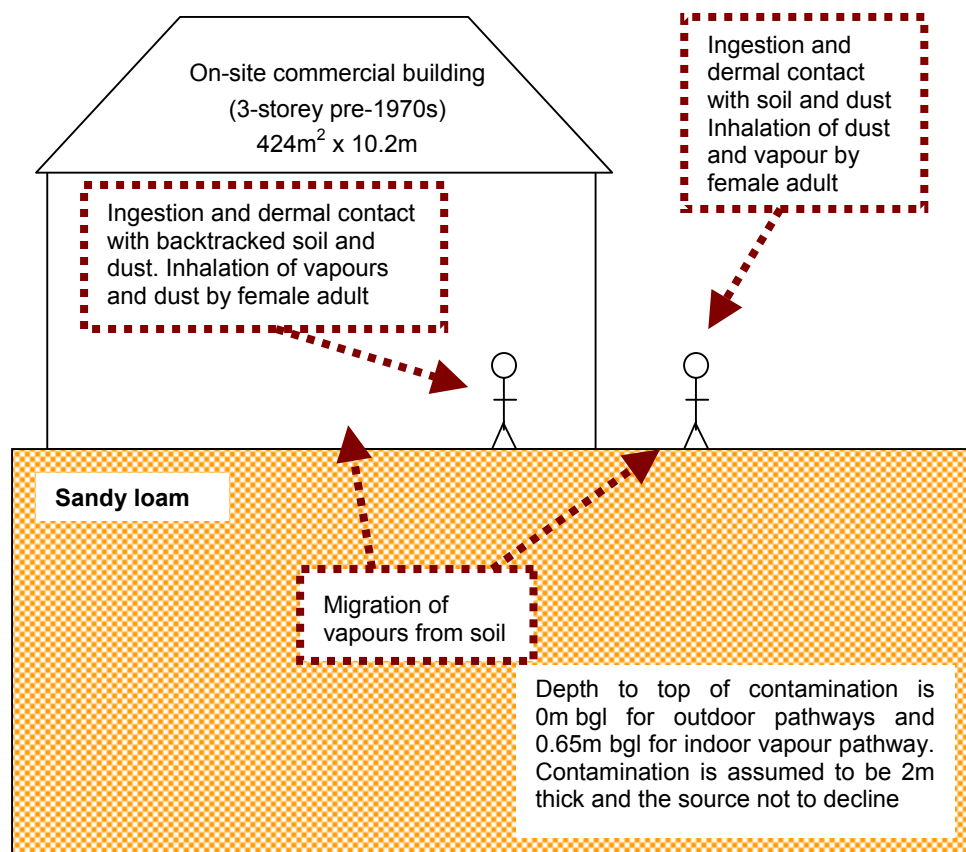 On-site commercial building
(3-storey pre-1970s)
424m² x 10.2m
Ingestion and
dermal contact
with soil and dust
Inhalation of dust
and vapour by
female adult
Ingestion and dermal contact
with backtracked soil and
dust. Inhalation of vapours
and dust by female adult
Sandy loam
Migration of
vapours from soil
Depth to top of contamination is
0m bgl for outdoor pathways and
0.65m bgl for indoor vapour pathway.
Contamination is assumed to be 2m
thick and the source not to decline